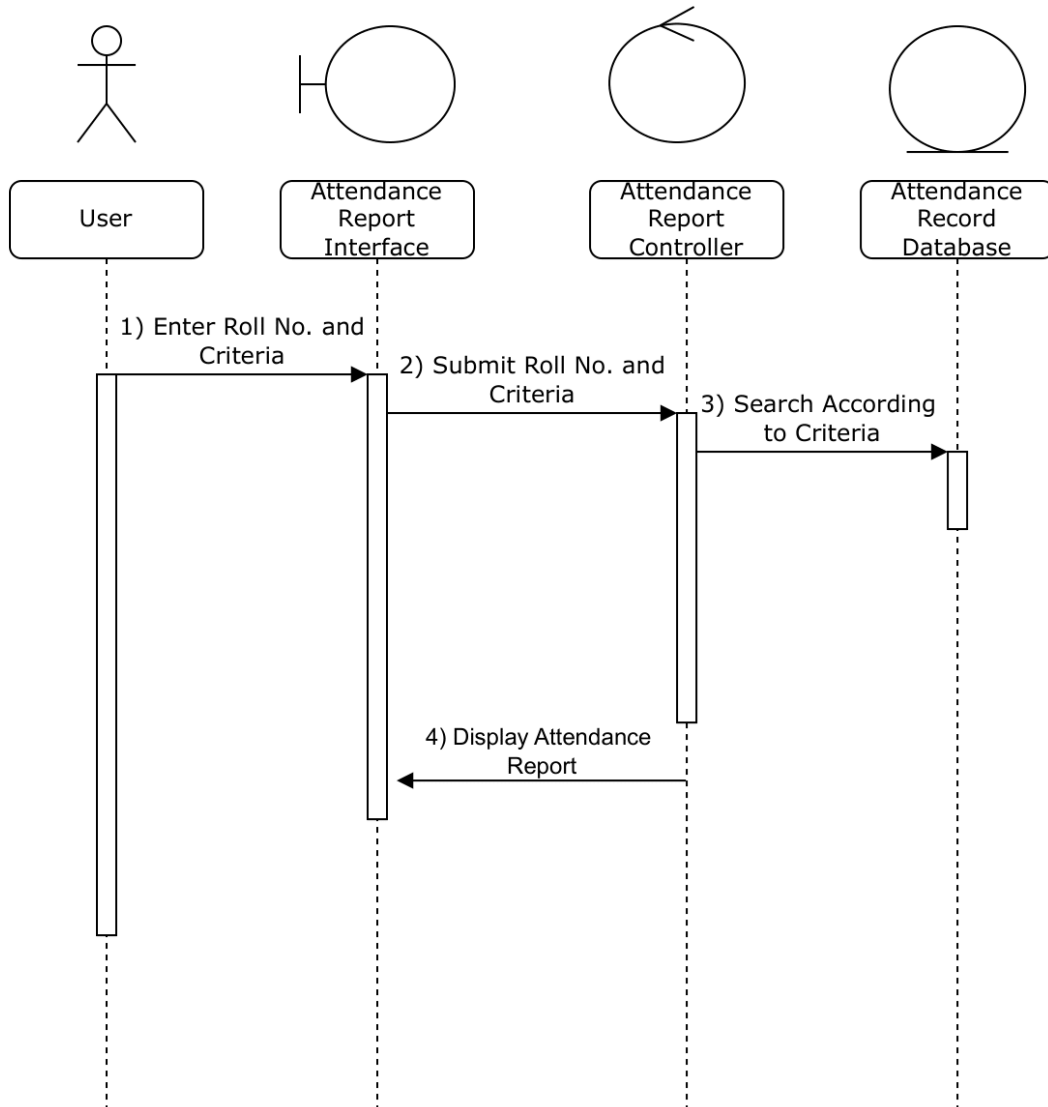 User
Attendance
Report
Interface
Attendance
Report
Controller
Attendance
Record
Database
1) Enter Roll No. and
Criteria
2) Submit Roll No. and
Criteria
3) Search According
to Criteria
4) Display Attendance
Report